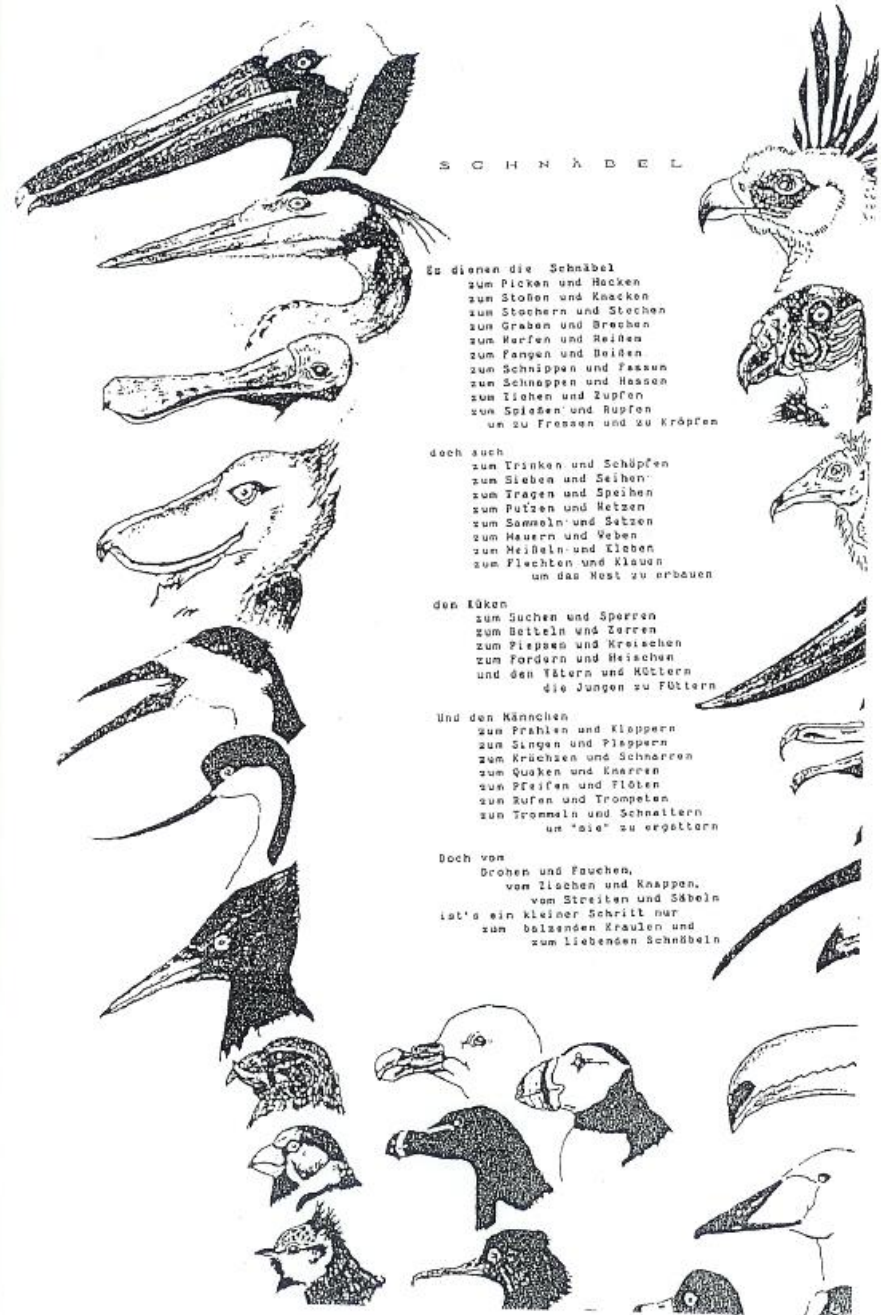 SCHNÄBEL
Es dienen die Schnäbel
zum Picken und Hacken
zum Stoßen und Knacken
zum Stochern und Stechen
zum Graben und Brechen
zum Werfen und Reißen
zum Fangen und Beißen
zum Schnippen und Fassen
zum Schnappen und Hassen
zum Ziehen und Zupfen
zum Spießen und Rupfen
um zu Fressen und zu Kröpfen
doch auch
zum Trinken und Schöpfen
zum Sieben und Seihen
zum Tragen und Speihen
zum Putzen und Netzen
zum Sammeln und Setzen
zum Mauern und Weben
zum Meißeln und Kleben
zum Flechten und Klauen
um das Nest zu erbauen
den Küken
zum Suchen und Sperren
zum Betteln und Zerren
zum Piepsen und Kreischen
zum Fordern und Heischen
und den Vätern und Müttern
die Jungen zu Füttern
Und den Männchen
zum Prahlen und Klappern
zum Singen und Plappern
zum Krächzen und Schnarren
zum Quaken und Knarren
zum Pfeifen und Flöten
zum Rufen und Trompeten
zum Trommeln und Schnattern
um "sie" zu ergattern
Doch vom
Drohen und Fauchen,
vom Zischen und Knappen,
vom Streiten und Säbeln
ist's ein kleiner Schritt nur
zum balzenden Kraulen und
zum liebenden Schnäbeln